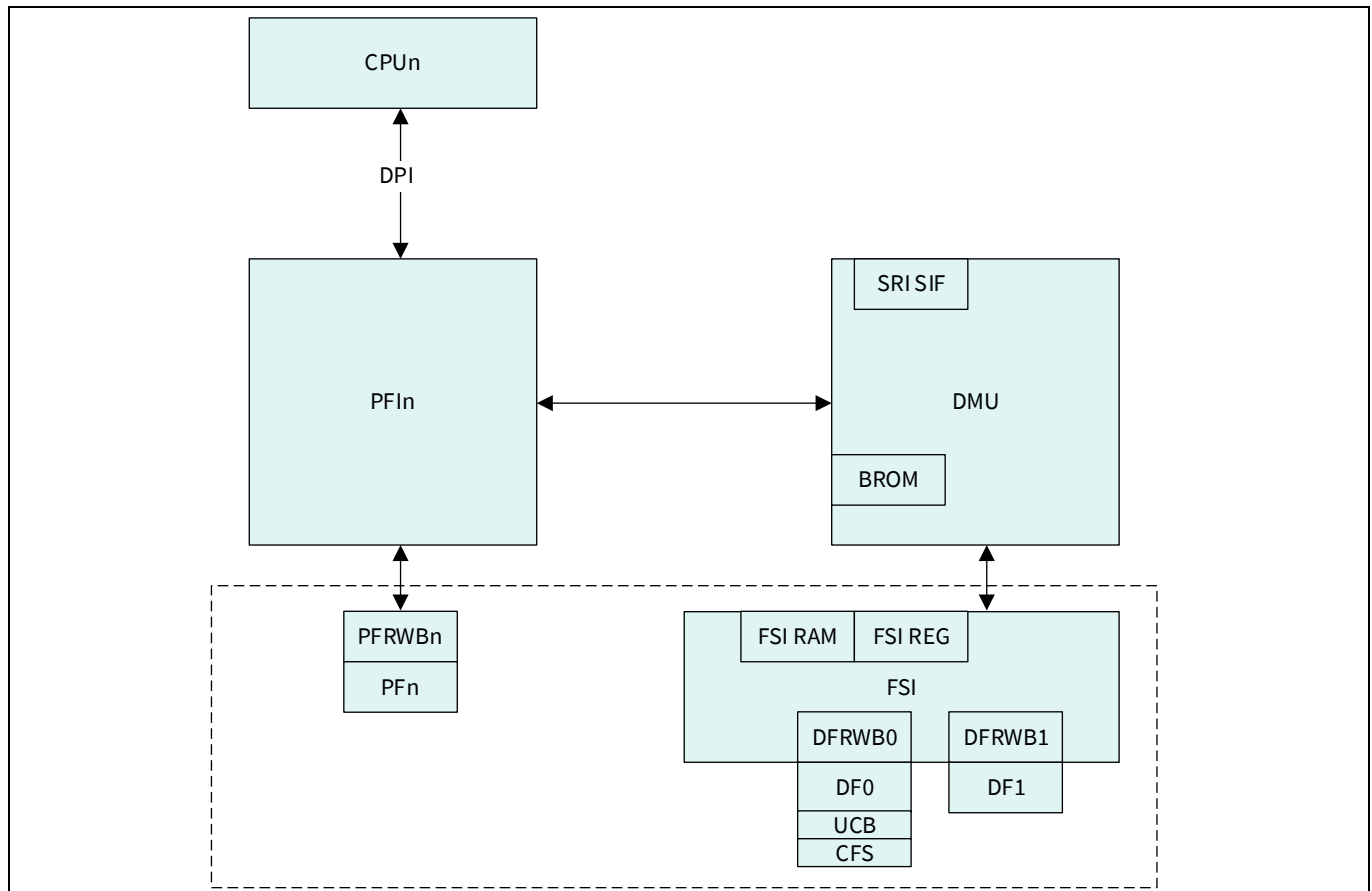 CPUn
DPI
SRI SIF
PFIn
DMU
BROM
PFRWBn
FSI RAM
FSI REG
PFn
FSI
DFRWB0
DFRWB1
DF0
DF1
UCB
CFS